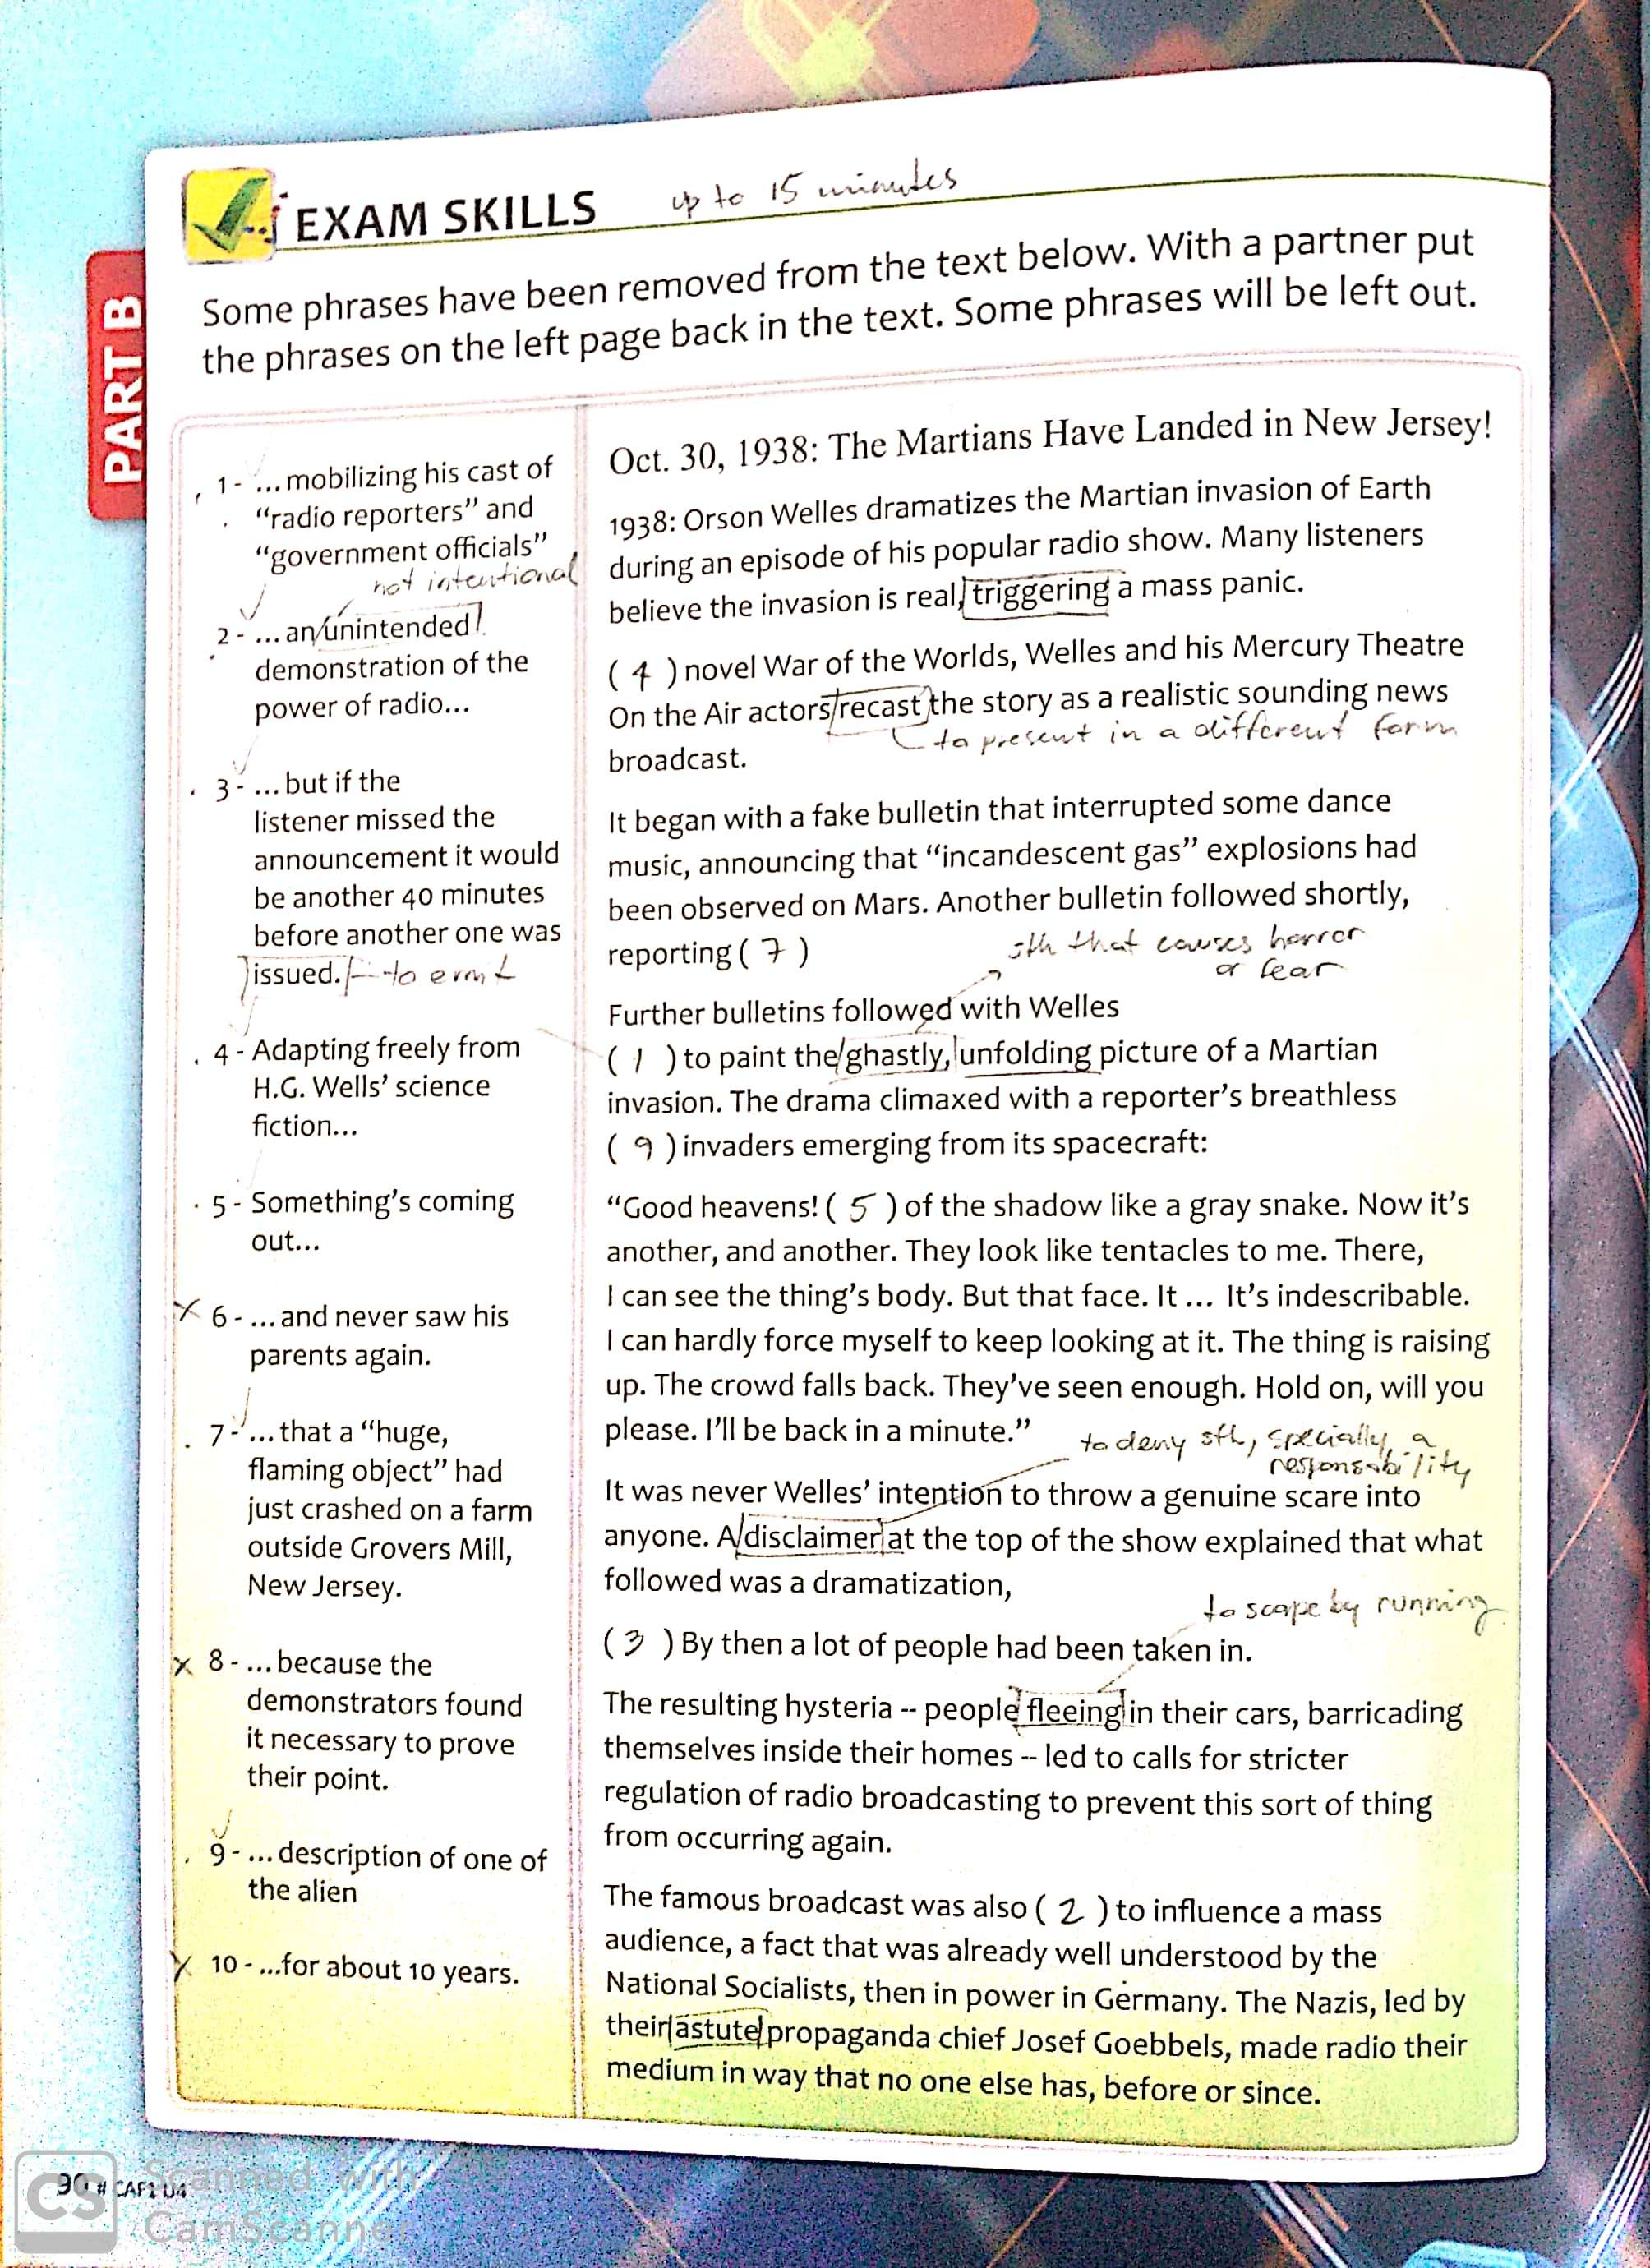 EXAM SKILLS up to 15 minutes
Some phrases have been removed from the text below. With a partner put
the phrases on the left page back in the text. Some phrases will be left out.
PART B
1 - ... mobilizing his cast of
"radio reporters" and
"government officials"
not intentional
2 - ... an unintended
demonstration of the
power of radio...
3 - ... but if the
listener missed the
announcement it would
be another 40 minutes
before another one was
issued. to emit
4 - Adapting freely from
H.G. Wells' science
fiction...
5 - Something's coming
out...
x 6 - ... and never saw his
parents again.
7 - ... that a "huge,
flaming object" had
just crashed on a farm
outside Grovers Mill,
New Jersey.
x 8 - ... because the
demonstrators found
it necessary to prove
their point.
9 - ... description of one of
the alien
x 10 - ...for about 10 years.
Oct. 30, 1938: The Martians Have Landed in New Jersey!
1938: Orson Welles dramatizes the Martian invasion of Earth
during an episode of his popular radio show. Many listeners
believe the invasion is real, triggering a mass panic.
( 4 ) novel War of the Worlds, Welles and his Mercury Theatre
On the Air actors recast the story as a realistic sounding news
to present in a different form
broadcast.
It began with a fake bulletin that interrupted some dance
music, announcing that "incandescent gas" explosions had
been observed on Mars. Another bulletin followed shortly,
reporting ( 7 )
sth that causes horror
or fear
Further bulletins followed with Welles
( 1 ) to paint the ghastly, unfolding picture of a Martian
invasion. The drama climaxed with a reporter's breathless
( 9 ) invaders emerging from its spacecraft:
"Good heavens! ( 5 ) of the shadow like a gray snake. Now it's
another, and another. They look like tentacles to me. There,
I can see the thing's body. But that face. It ... It's indescribable.
I can hardly force myself to keep looking at it. The thing is raising
up. The crowd falls back. They've seen enough. Hold on, will you
please. I'll be back in a minute."
to deny sth, specially a
responsability
It was never Welles' intention to throw a genuine scare into
anyone. A disclaimer at the top of the show explained that what
followed was a dramatization,
to scape by running
( 3 ) By then a lot of people had been taken in.
The resulting hysteria -- people fleeing in their cars, barricading
themselves inside their homes -- led to calls for stricter
regulation of radio broadcasting to prevent this sort of thing
from occurring again.
The famous broadcast was also ( 2 ) to influence a mass
audience, a fact that was already well understood by the
National Socialists, then in power in Germany. The Nazis, led by
their astute propaganda chief Josef Goebbels, made radio their
medium in way that no one else has, before or since.
90 # CAF1 U4
CS Scanned with
CamScanner